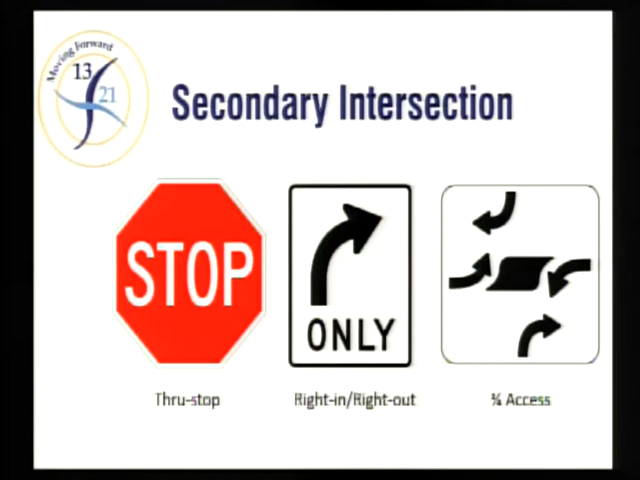 Moving Forward
13
21
Secondary Intersection
STOP
ONLY
Thru-stop
Right-in/Right-out
¾ Access